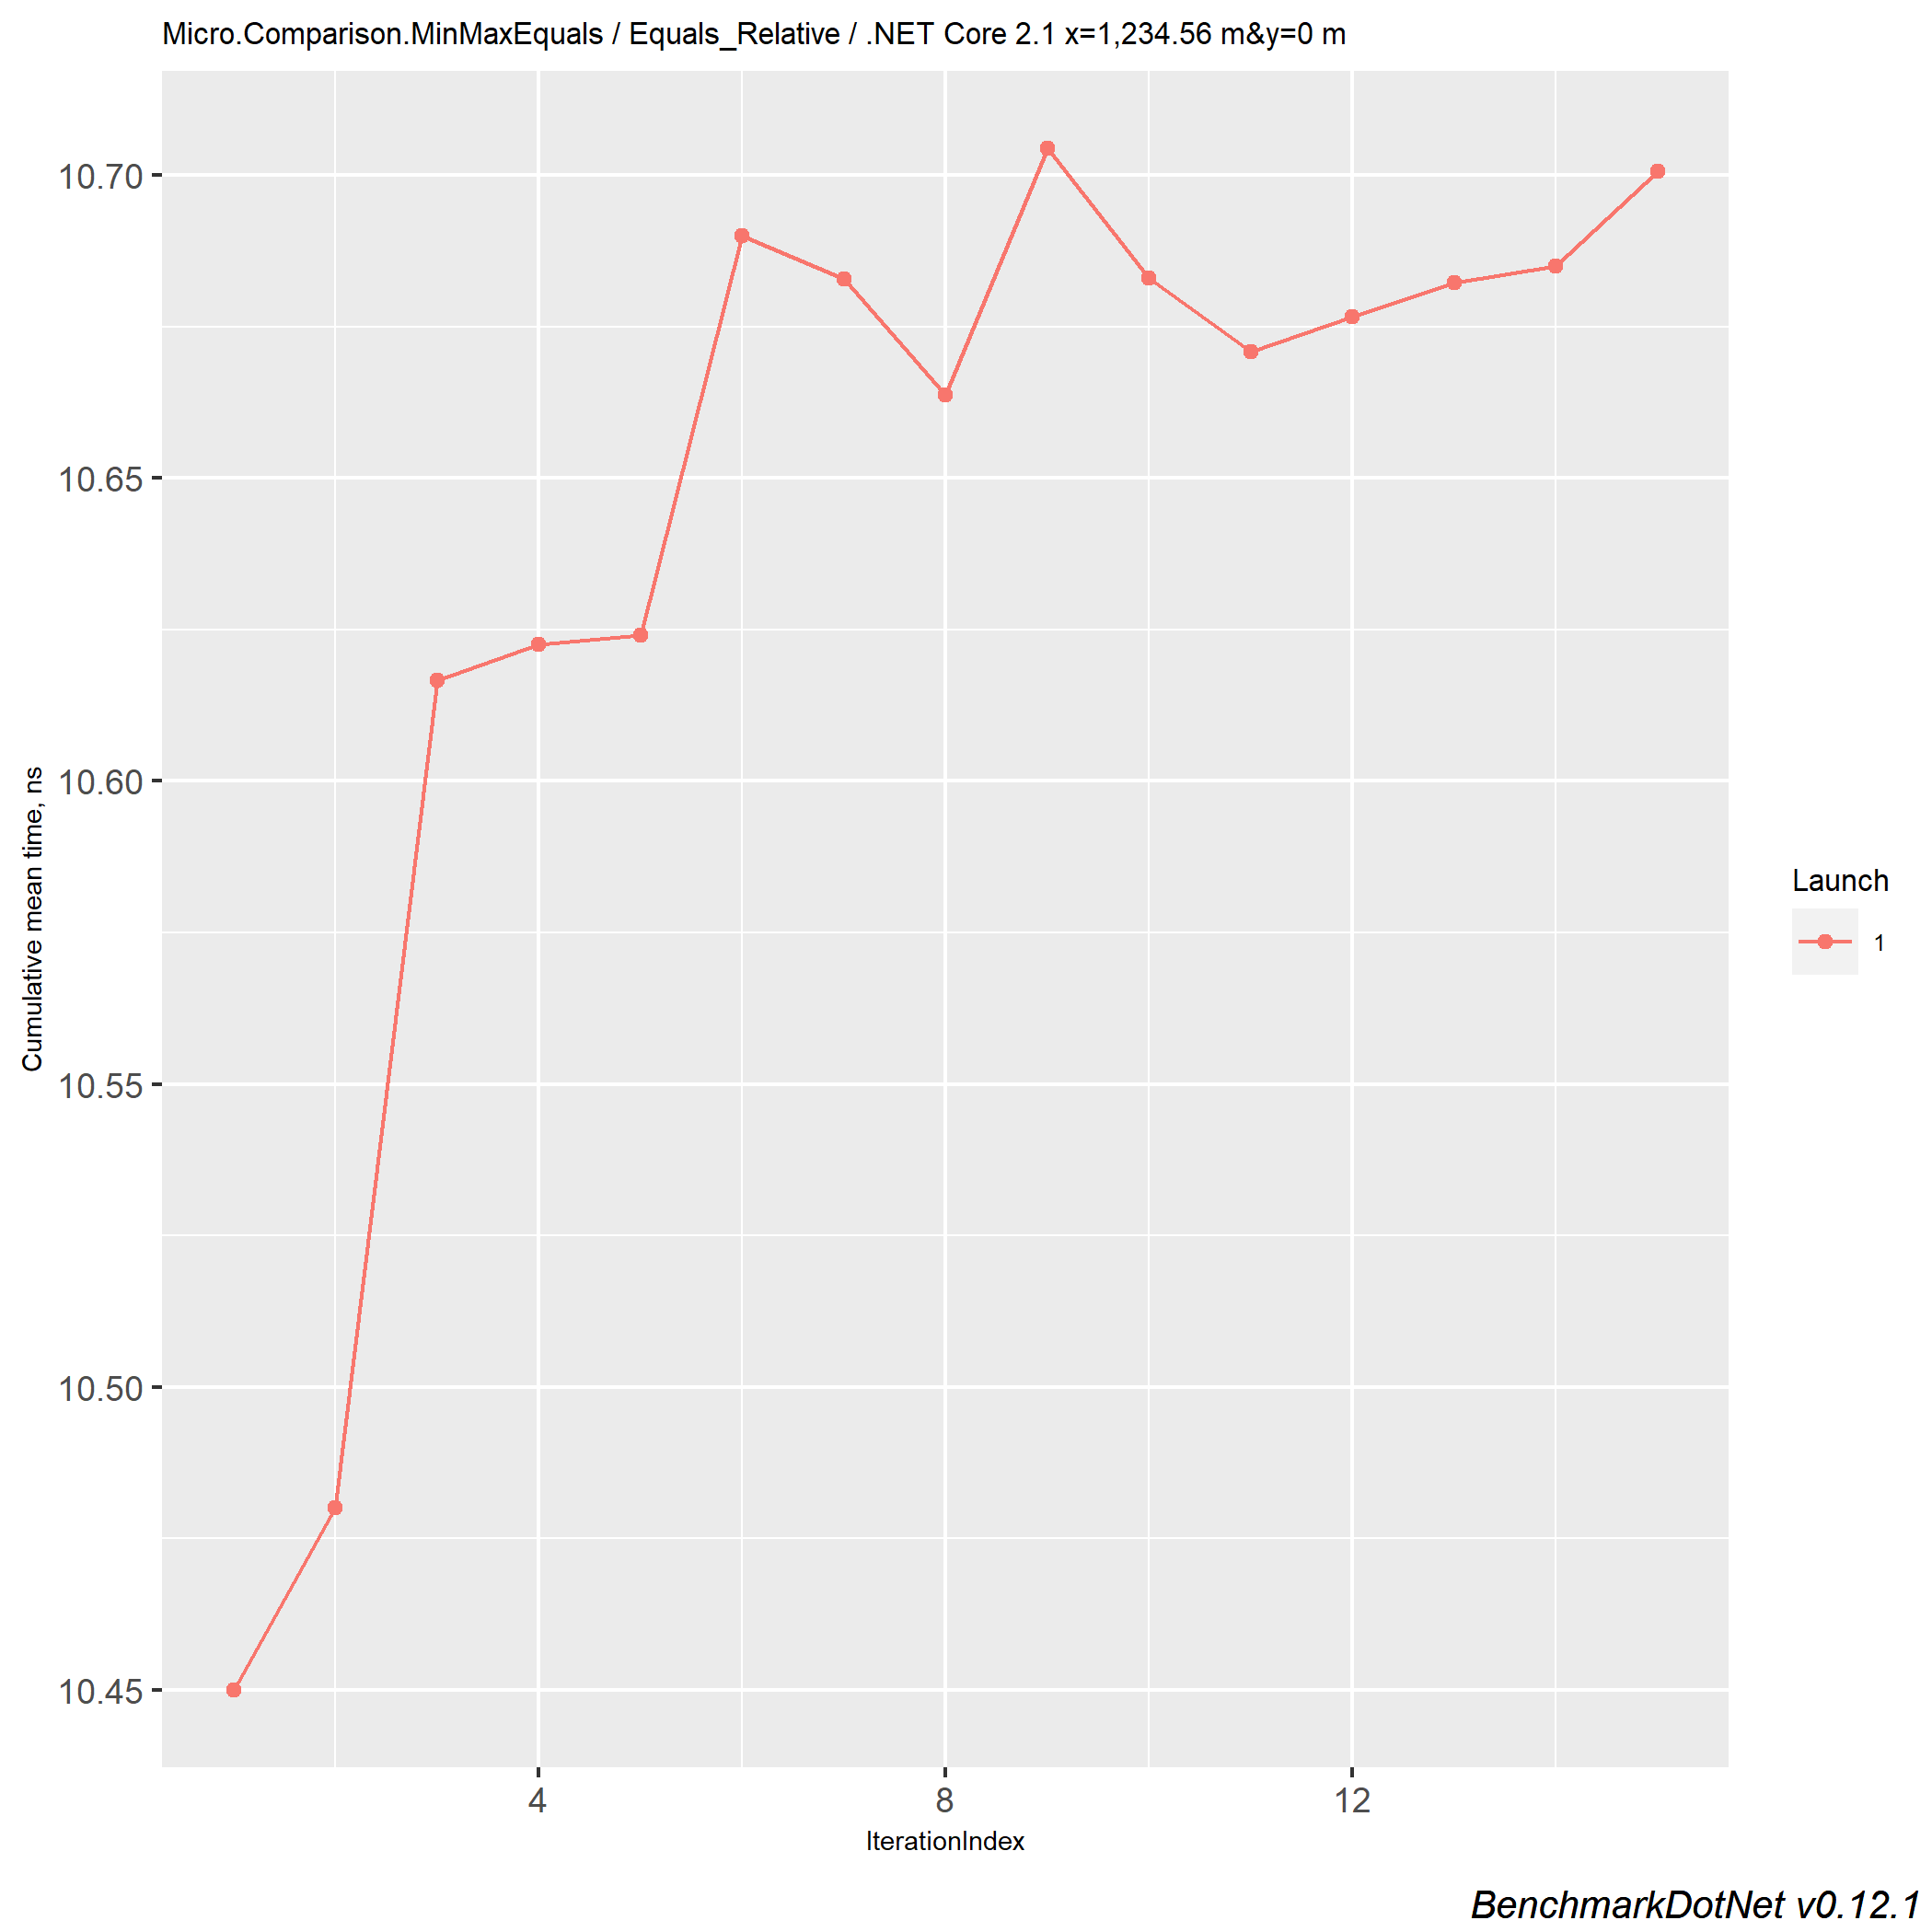 Micro.Comparison.MinMaxEquals / Equals_Relative / .NET Core 2.1 x=1,234.56 m&y=0 m
10.70
10.65
10.60
10.55
10.50
10.45
Cumulative mean time, ns
4
8
12
IterationIndex
Launch
1
BenchmarkDotNet v0.12.1